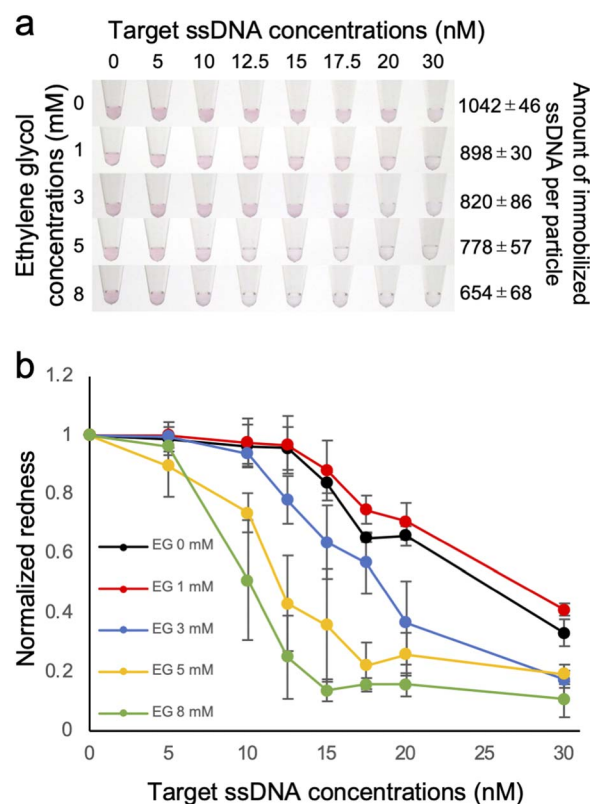 a
Target ssDNA concentrations (nM)
0 5 10 12.5 15 17.5 20 30
Ethylene glycol
concentrations (mM)
0
1
3
5
8
1042±46
898±30
820±86
778±57
654±68
Amount of immobilized
ssDNA per particle
b
Normalized redness
1.2
1
0.8
0.6
0.4
0.2
0
EG 0 mM
EG 1 mM
EG 3 mM
EG 5 mM
EG 8 mM
0 5 10 15 20 25 30
Target ssDNA concentrations (nM)